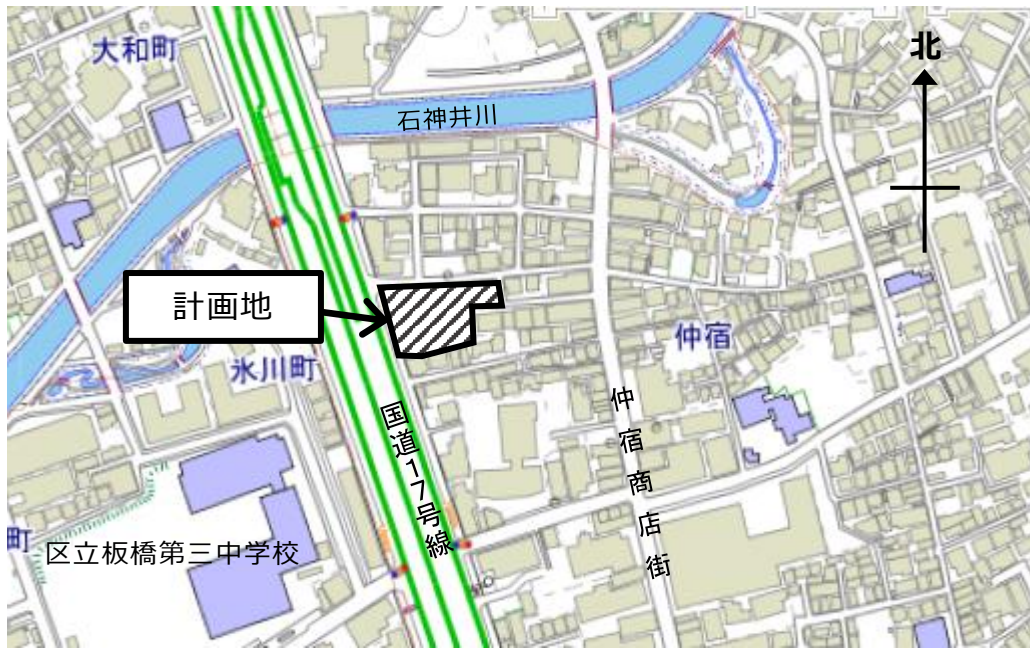 大和町
北
石神井川
計画地
氷川町
仲宿
国道17号線
仲宿商店街
町
区立板橋第三中学校